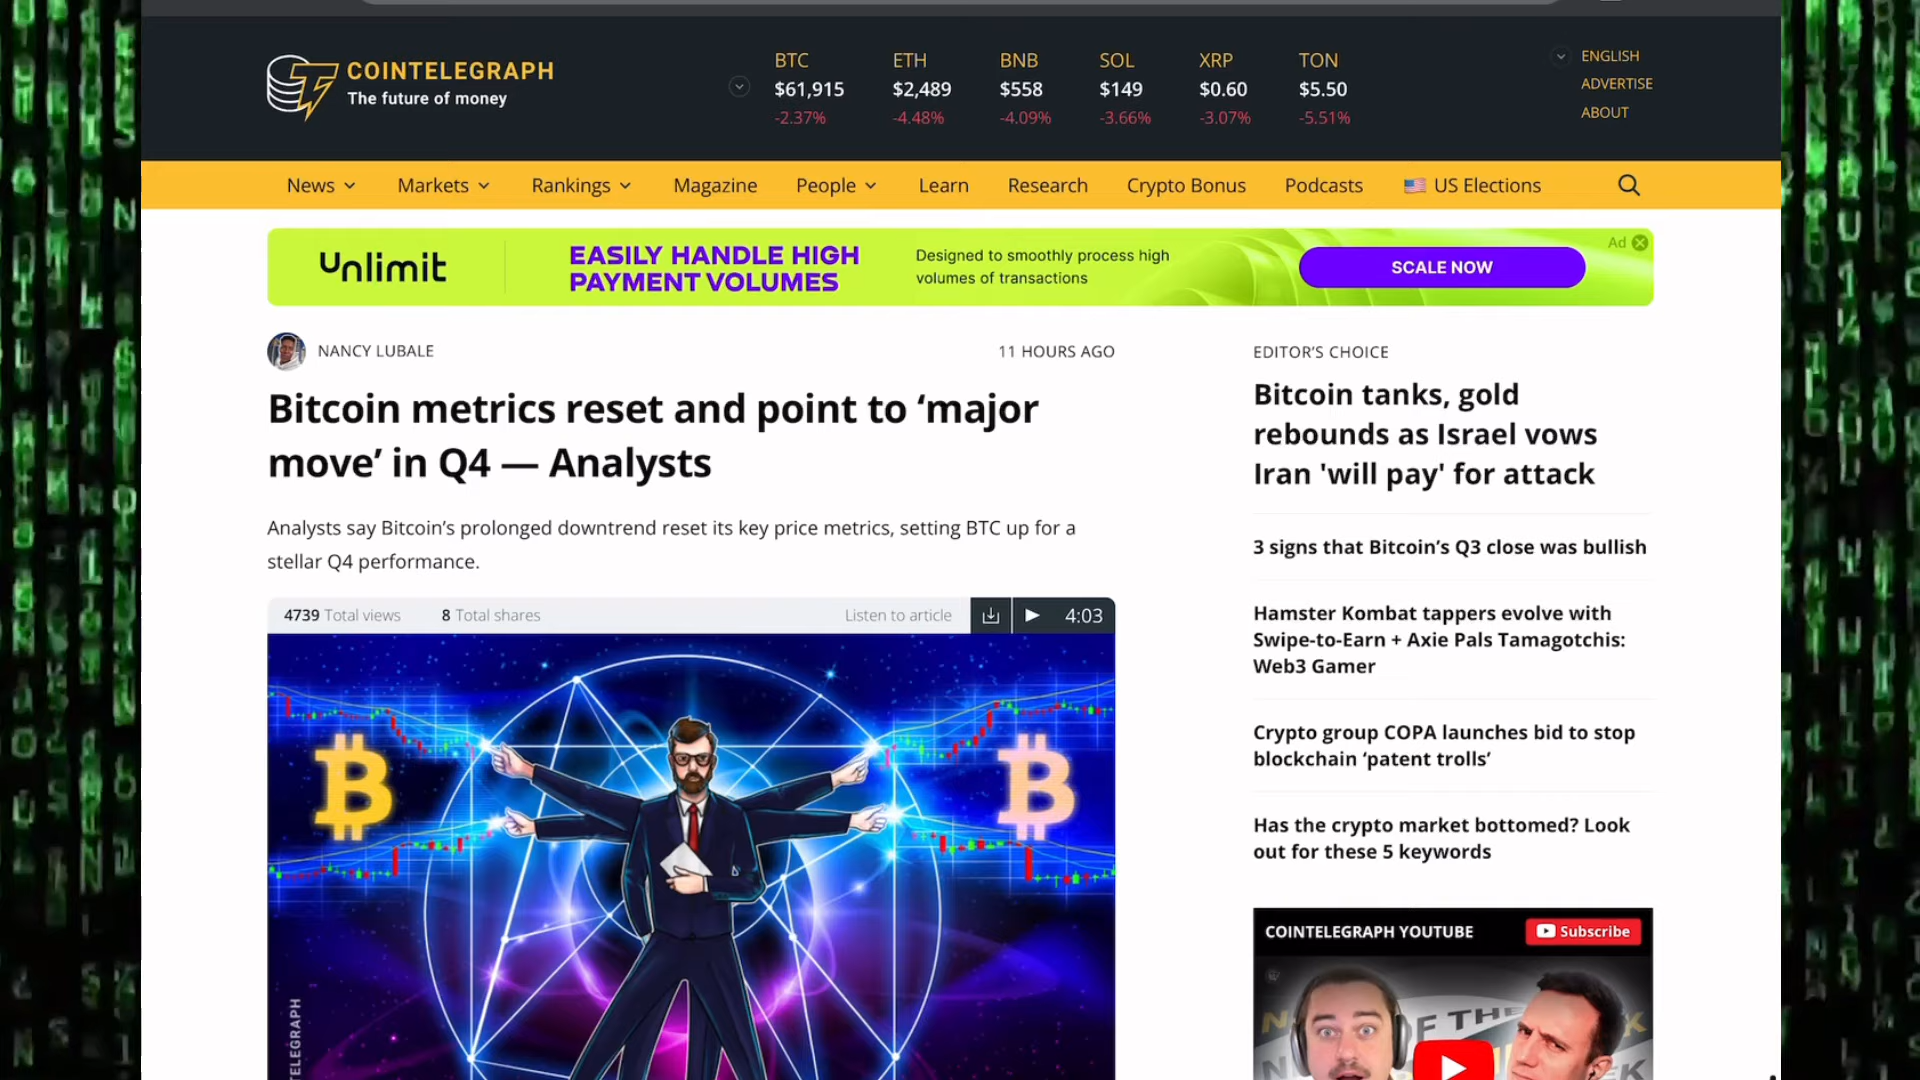 COINTELEGRAPH
The future of money
BTC
$61,915
-2.37%
ETH
$2,489
-4.48%
BNB
$558
-4.09%
SOL
$149
-3.66%
XRP
$0.60
-3.07%
TON
$5.50
-5.51%
ENGLISH
ADVERTISE
ABOUT
News
Markets
Rankings
Magazine
People
Learn
Research
Crypto Bonus
Podcasts
US Elections
Unlimit
EASILY HANDLE HIGH
PAYMENT VOLUMES
Designed to smoothly process high
volumes of transactions
SCALE NOW
Ad
NANCY LUBALE
11 HOURS AGO
Bitcoin metrics reset and point to ‘major
move’ in Q4 — Analysts
Analysts say Bitcoin’s prolonged downtrend reset its key price metrics, setting BTC up for a
stellar Q4 performance.
4739 Total views
8 Total shares
Listen to article
4:03
EDITOR’S CHOICE
Bitcoin tanks, gold
rebounds as Israel vows
Iran 'will pay' for attack
3 signs that Bitcoin’s Q3 close was bullish
Hamster Kombat tappers evolve with
Swipe-to-Earn + Axie Pals Tamagotchis:
Web3 Gamer
Crypto group COPA launches bid to stop
blockchain ‘patent trolls’
Has the crypto market bottomed? Look
out for these 5 keywords
COINTELEGRAPH YOUTUBE
Subscribe
OF THE